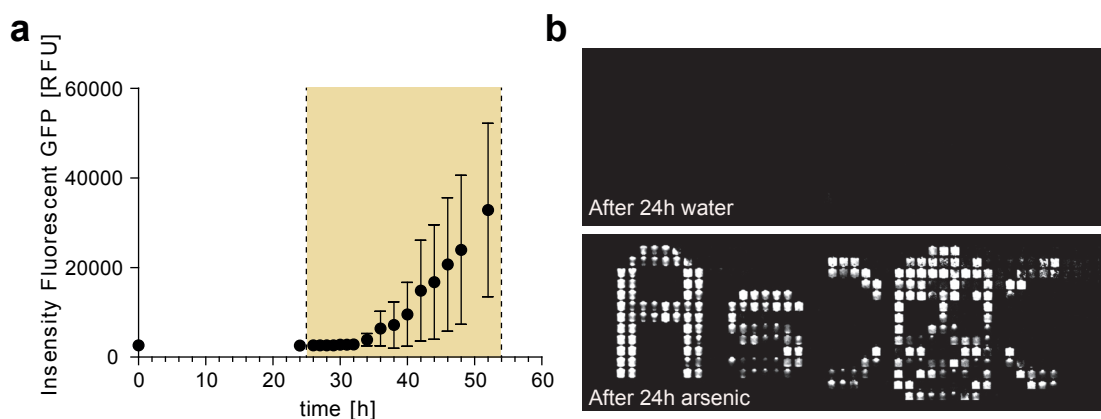 a
b
Insensity Fluorescent GFP [RFU]
60000
40000
20000
0
0 10 20 30 40 50 60
time [h]
After 24h water
As
After 24h arsenic